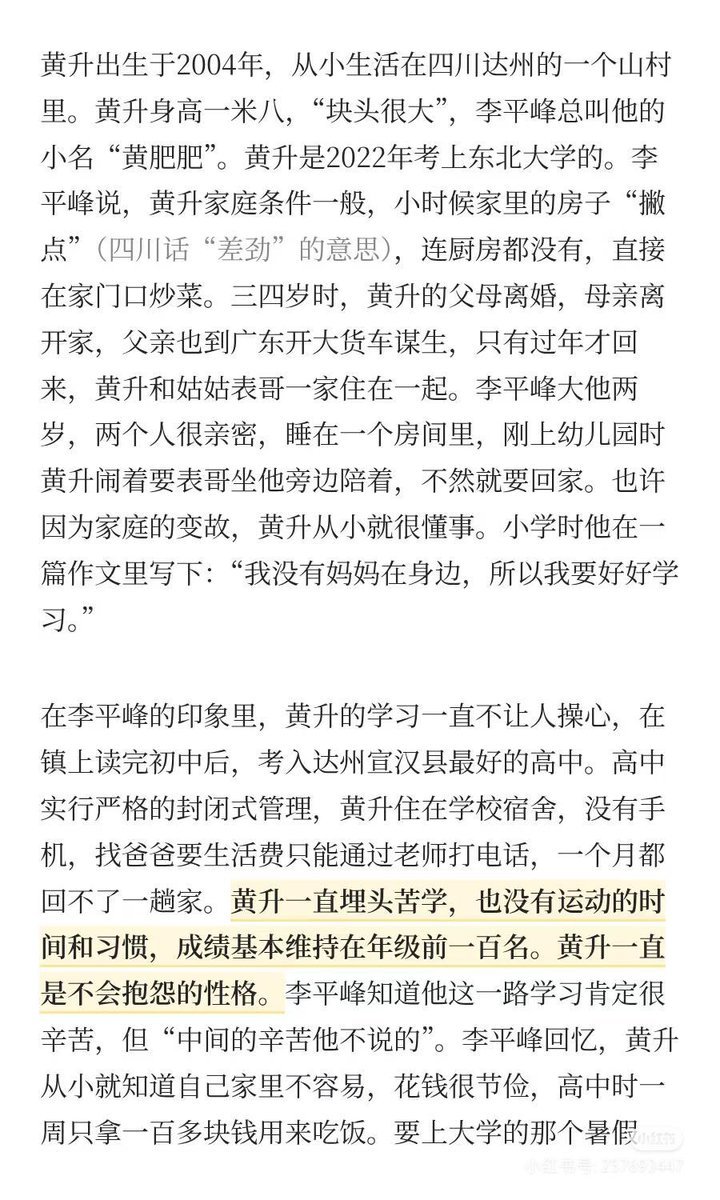 黄升出生于2004年，从小生活在四川达州的一个山村
里。黄升身高一米八，“块头很大”，李平峰总叫他的
小名“黄肥肥”。黄升是2022年考上东北大学的。李
平峰说，黄升家庭条件一般，小时候家里的房子“撇
点”（四川话“差劲”的意思），连厨房都没有，直接
在家门口炒菜。三四岁时，黄升的父母离婚，母亲离
开家，父亲也到广东开大货车谋生，只有过年才回
来，黄升和姑姑表哥一家住在一起。李平峰大他两
岁，两个人很亲密，睡在一个房间里，刚上幼儿园时
黄升闹着要表哥坐他旁边陪着，不然就要回家。也许
因为家庭的变故，黄升从小就很懂事。小学时他在一
篇作文里写下：“我没有妈妈在身边，所以我要好好学
习。”
在李平峰的印象里，黄升的学习一直不让人操心，在
镇上读完初中后，考入达州宣汉县最好的高中。高中
实行严格的封闭式管理，黄升住在学校宿舍，没有手
机，找爸爸要生活费只能通过老师打电话，一个月都
回不了一趟家。黄升一直埋头苦学，也没有运动的时
间和习惯，成绩基本维持在年级前一百名。黄升一直
是不会抱怨的性格。李平峰知道他这一路学习肯定很
辛苦，但“中间的辛苦他不说的”。李平峰回忆，黄升
从小就知道自己家里不容易，花钱很节俭，高中时一
周只拿一百多块钱用来吃饭。要上大学的那个暑假
小红书
小红书号: